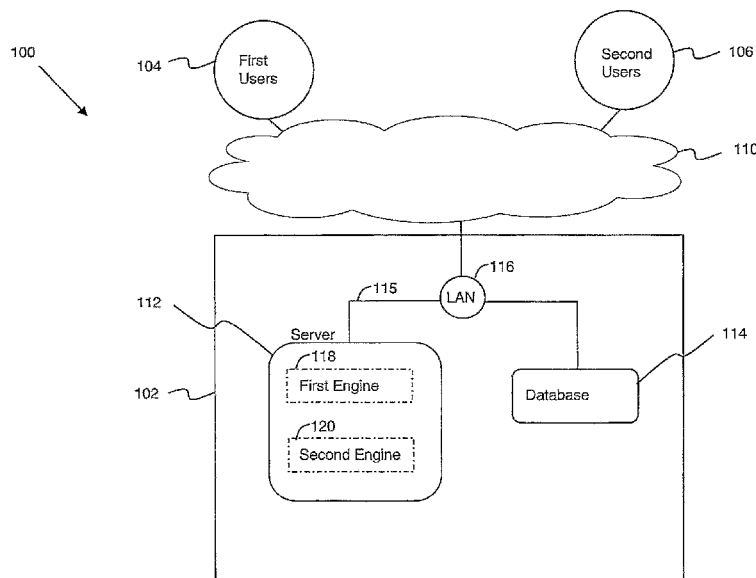 100
104
First
Users
Second
Users
106
110
116
115
LAN
112
Server
118
First Engine
114
Database
102
120
Second Engine